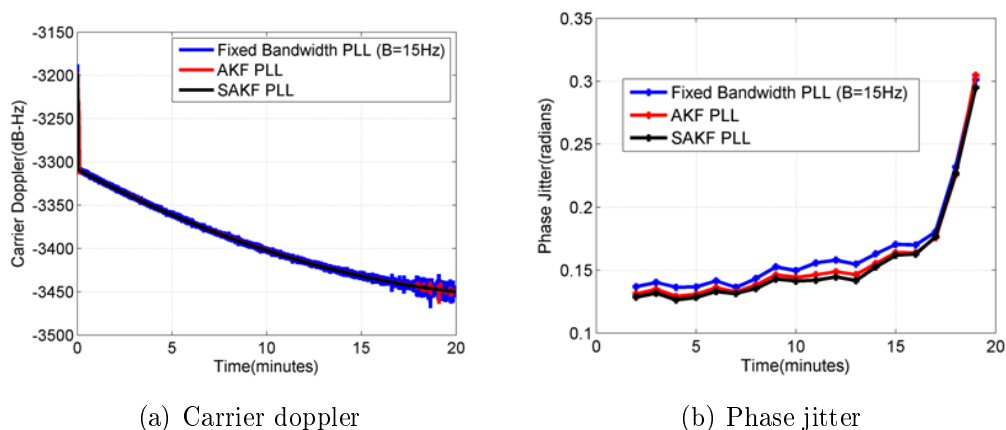 -3150
-3200
-3250
-3300
-3350
-3400
-3450
-3500
Carrier Doppler(dB-Hz)
Fixed Bandwidth PLL (B=15Hz)
AKF PLL
SAKF PLL
0 5 10 15 20
Time(minutes)
(a) Carrier doppler
0.35
0.3
0.25
0.2
0.15
0.1
Phase Jitter(radians)
Fixed Bandwidth PLL (B=15Hz)
AKF PLL
SAKF PLL
0 5 10 15 20
Time(minutes)
(b) Phase jitter